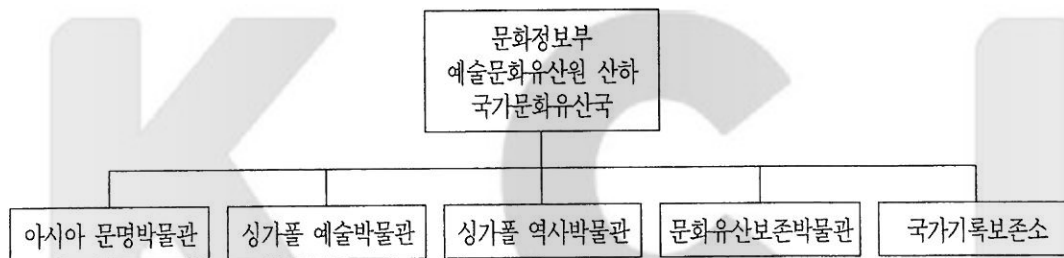 문화정보부
예술문화유산원 산하
국가문화유산국
아시아 문명박물관
싱가폴 예술박물관
싱가폴 역사박물관
문화유산보존박물관
국가기록보존소
KCI